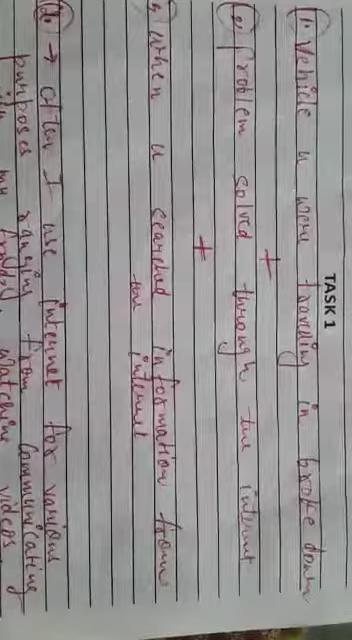 TASK 1
(1. Vehicle u were traveling in broke down
+
(2) Problem solved through the internet
+
when u searched information from
the internet
→ often I use internet for various
purposes ranging from communicating
my watching videos